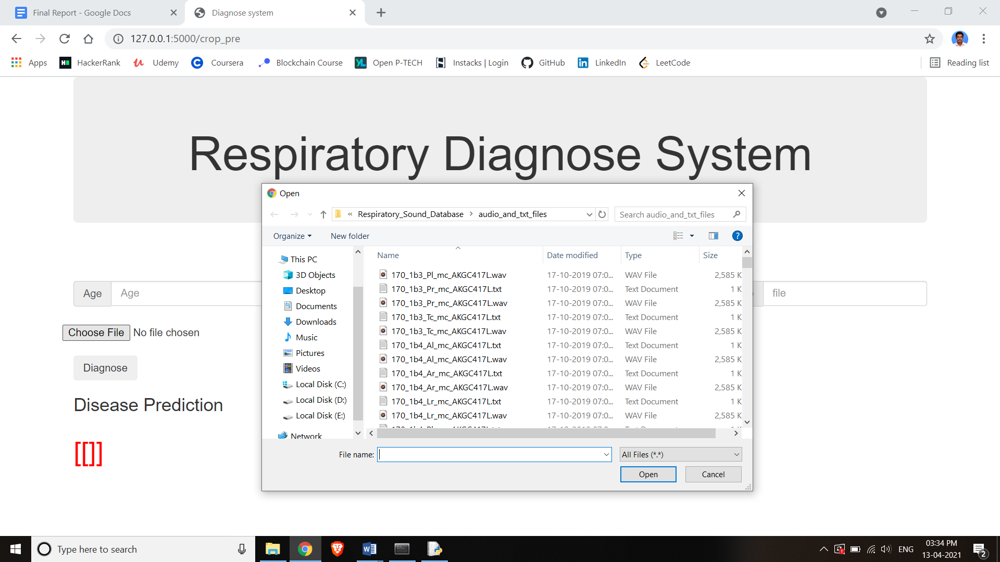 Final Report - Google Docs
Diagnose system
127.0.0.1:5000/crop_pre
Apps
HackerRank
Udemy
Coursera
Blockchain Course
YL
Open P-TECH
Instacks | Login
GitHub
LinkedIn
LeetCode
Reading list
Respiratory Diagnose System
Open
« Respiratory_Sound_Database > audio_and_txt_files
Search audio_and_txt_files
Organize
New folder
This PC
3D Objects
Desktop
Documents
Downloads
Music
Pictures
Videos
Local Disk (C:)
Local Disk (D:)
Local Disk (E:)
Network
Name Date modified Type Size
170_1b3_Pl_mc_AKGC417L.wav 17-10-2019 07:0... WAV File 2,585 K
170_1b3_Pr_mc_AKGC417L.txt 17-10-2019 07:0... Text Document 1 K
170_1b3_Pr_mc_AKGC417L.wav 17-10-2019 07:0... WAV File 2,585 K
170_1b3_Tc_mc_AKGC417L.txt 17-10-2019 07:0... Text Document 1 K
170_1b3_Tc_mc_AKGC417L.wav 17-10-2019 07:0... WAV File 2,585 K
170_1b4_Al_mc_AKGC417L.txt 17-10-2019 07:0... Text Document 1 K
170_1b4_Al_mc_AKGC417L.wav 17-10-2019 07:0... WAV File 2,585 K
170_1b4_Ar_mc_AKGC417L.txt 17-10-2019 07:0... Text Document 1 K
170_1b4_Ar_mc_AKGC417L.wav 17-10-2019 07:0... WAV File 2,585 K
170_1b4_Lr_mc_AKGC417L.txt 17-10-2019 07:0... Text Document 1 K
170_1b4_Lr_mc_AKGC417L.wav 17-10-2019 07:0... WAV File 2,585 K
File name:
All Files (*.*)
Open
Cancel
Age
Age
file
Choose File No file chosen
Diagnose
Disease Prediction
[[]]
Type here to search
ENG
03:34 PM
13-04-2021
2